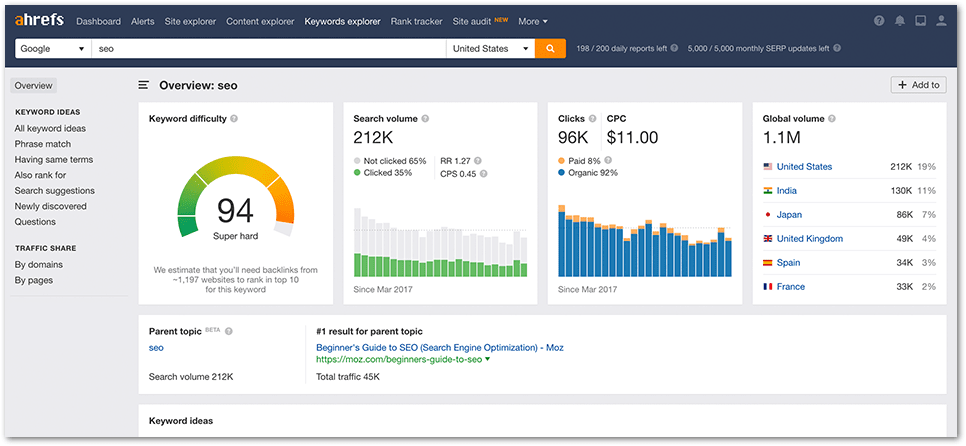 ahrefs Dashboard Alerts Site explorer Content explorer Keywords explorer Rank tracker Site audit NEW More
Google seo United States 198 / 200 daily reports left 5,000 / 5,000 monthly SERP updates left
Overview
KEYWORD IDEAS
All keyword ideas
Phrase match
Having same terms
Also rank for
Search suggestions
Newly discovered
Questions
TRAFFIC SHARE
By domains
By pages
Overview: seo
+ Add to
Keyword difficulty ?
94
Super hard
We estimate that you'll need backlinks from
~1,197 websites to rank in top 10
for this keyword
Search volume ?
212K
Not clicked 65% RR 1.27 ?
Clicked 35% CPS 0.45 ?
Since Mar 2017
Clicks ? CPC
96K $11.00
Paid 8% ?
Organic 92%
Since Mar 2017
Global volume ?
1.1M
United States 212K 19%
India 130K 11%
Japan 86K 7%
United Kingdom 49K 4%
Spain 34K 3%
France 33K 2%
Parent topic BETA ?
seo
Search volume 212K
#1 result for parent topic
Beginner's Guide to SEO (Search Engine Optimization) - Moz
https://moz.com/beginners-guide-to-seo
Total traffic 45K
Keyword ideas